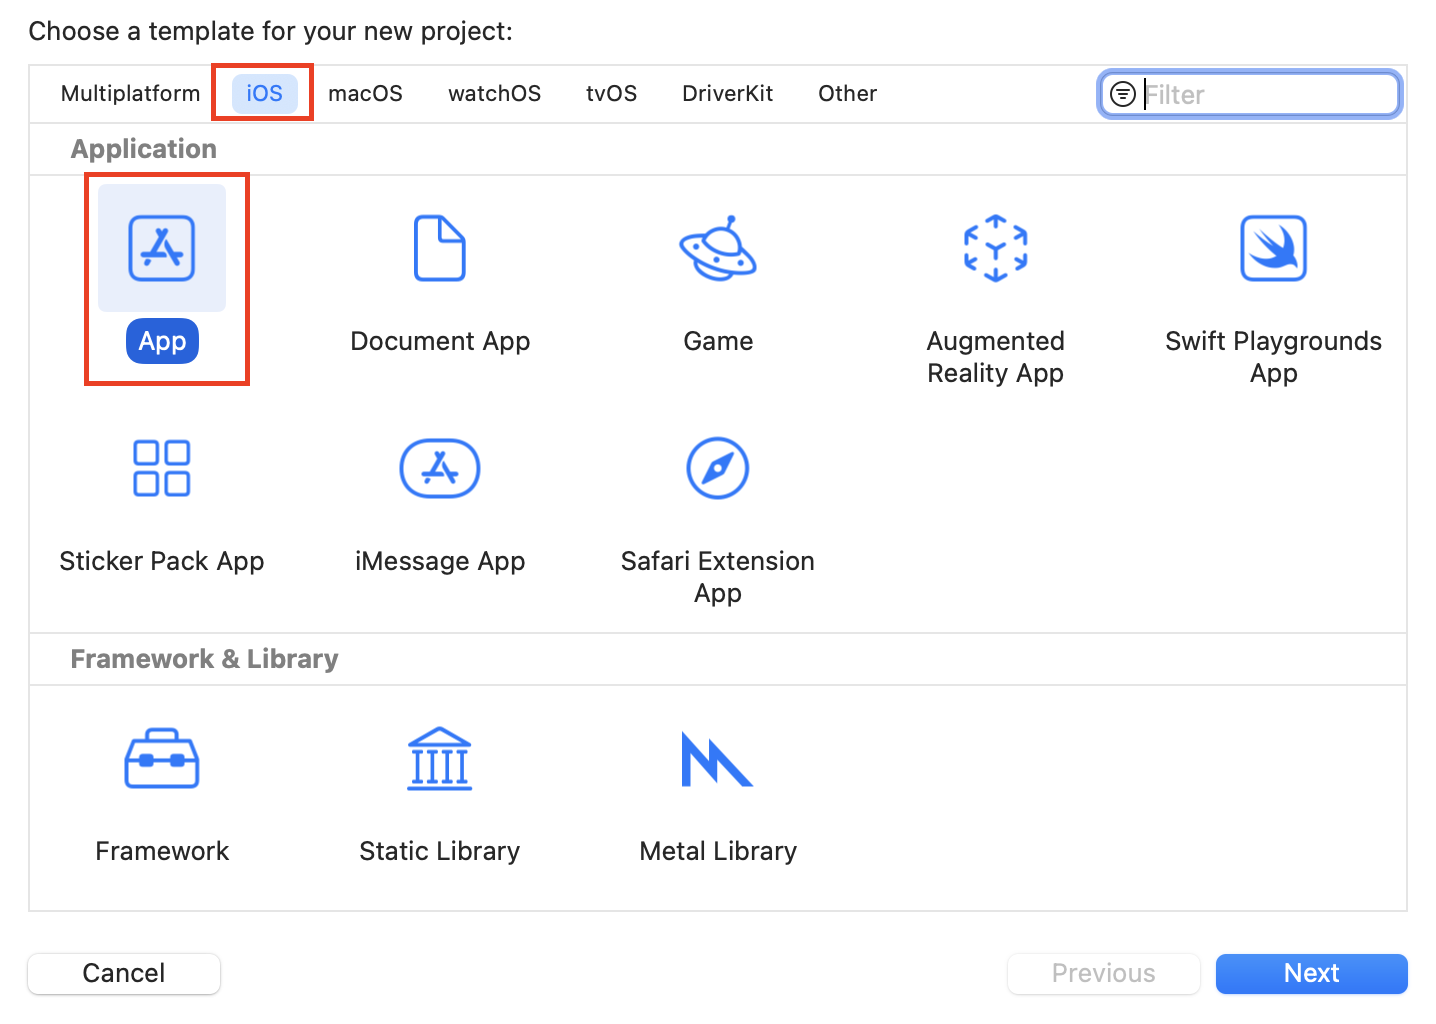 Choose a template for your new project:
Multiplatform iOS macOS watchOS tvOS DriverKit Other Filter
Application
App Document App Game Augmented Reality App Swift Playgrounds App
Sticker Pack App iMessage App Safari Extension App
Framework & Library
Framework Static Library Metal Library
Cancel Previous Next